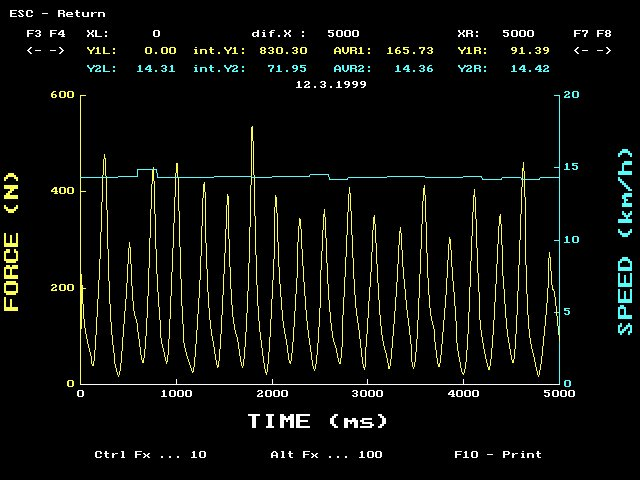 ESC - Return
F3 F4 XL: 0 dif.X : 5000 XR: 5000 F7 F8
<- -> Y1L: 0.00 int.Y1: 830.30 AVR1: 165.73 Y1R: 91.39 <- ->
Y2L: 14.31 int.Y2: 71.95 AVR2: 14.36 Y2R: 14.42
12.3.1999
600 20
15
400
10
200
5
0 0
0 1000 2000 3000 4000 5000
FORCE (N)
SPEED (km/h)
TIME (ms)
Ctrl Fx ... 10 Alt Fx ... 100 F10 - Print